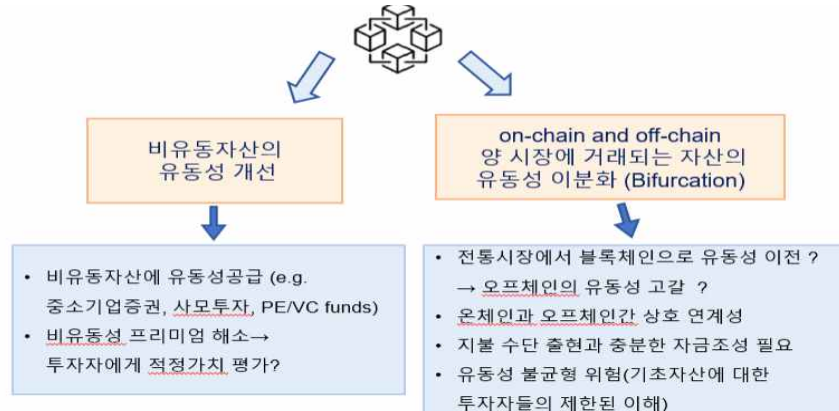 비유동자산의
유동성 개선
on-chain and off-chain
양 시장에 거래되는 자산의
유동성 이분화 (Bifurcation)
• 비유동자산에 유동성공급 (e.g.
중소기업증권, 사모투자, PE/VC funds)
• 비유동성 프리미엄 해소→
투자자에게 적정가치 평가?
• 전통시장에서 블록체인으로 유동성 이전 ?
→ 오프체인의 유동성 고갈 ?
• 온체인과 오프체인간 상호 연계성
• 지불 수단 출현과 충분한 자금조성 필요
• 유동성 불균형 위험(기초자산에 대한
투자자들의 제한된 이해)